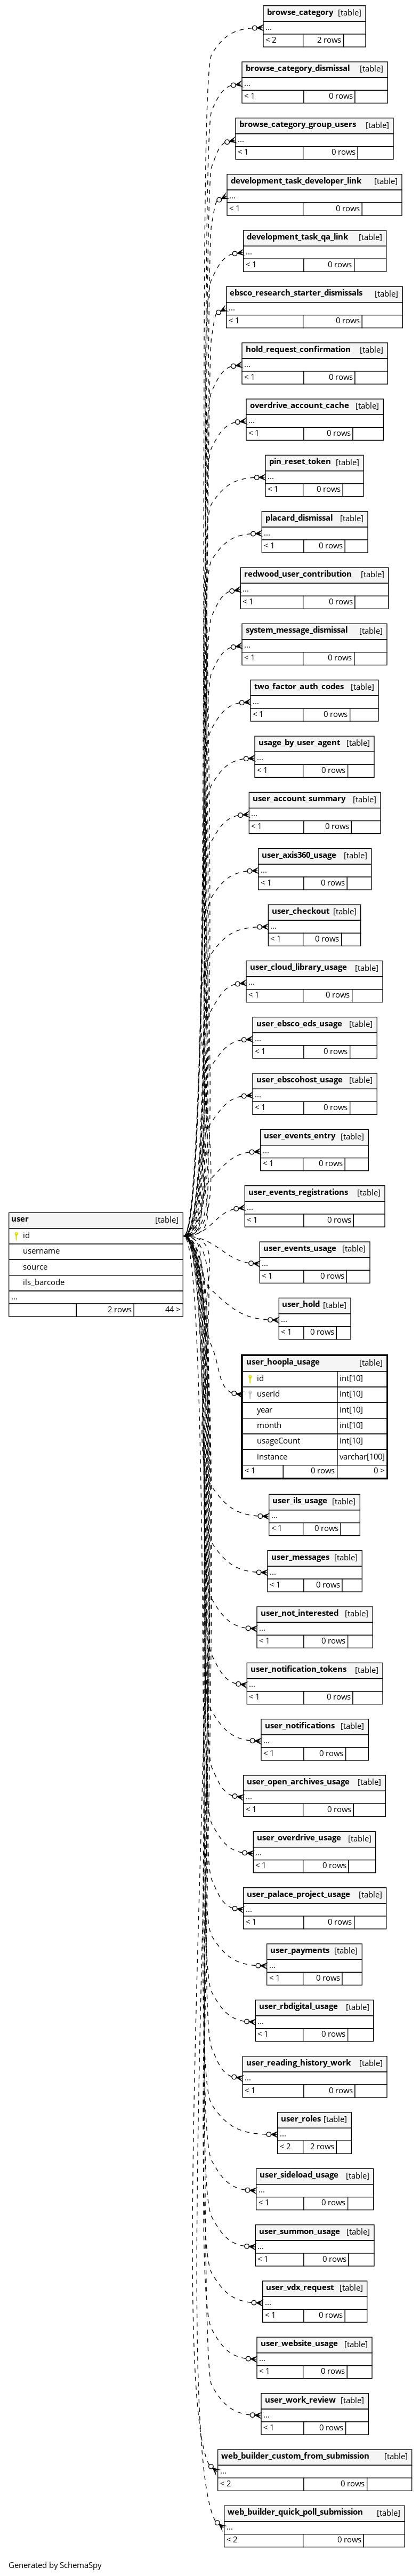 browse_category [table]
...
< 2 2 rows
browse_category_dismissal [table]
...
< 1 0 rows
browse_category_group_users [table]
...
< 1 0 rows
development_task_developer_link [table]
...
< 1 0 rows
development_task_qa_link [table]
...
< 1 0 rows
ebsco_research_starter_dismissals [table]
...
< 1 0 rows
hold_request_confirmation [table]
...
< 1 0 rows
overdrive_account_cache [table]
...
< 1 0 rows
pin_reset_token [table]
...
< 1 0 rows
placard_dismissal [table]
...
< 1 0 rows
redwood_user_contribution [table]
...
< 1 0 rows
system_message_dismissal [table]
...
< 1 0 rows
two_factor_auth_codes [table]
...
< 1 0 rows
usage_by_user_agent [table]
...
< 1 0 rows
user_account_summary [table]
...
< 1 0 rows
user_axis360_usage [table]
...
< 1 0 rows
user_checkout [table]
...
< 1 0 rows
user_cloud_library_usage [table]
...
< 1 0 rows
user_ebsco_eds_usage [table]
...
< 1 0 rows
user_ebscohost_usage [table]
...
< 1 0 rows
user_events_entry [table]
...
< 1 0 rows
user_events_registrations [table]
...
< 1 0 rows
user [table]
id
username
source
ils_barcode
...
2 rows 44 >
user_events_usage [table]
...
< 1 0 rows
user_hold [table]
...
< 1 0 rows
user_hoopla_usage [table]
id int[10]
userId int[10]
year int[10]
month int[10]
usageCount int[10]
instance varchar[100]
< 1 0 rows 0 >
user_ils_usage [table]
...
< 1 0 rows
user_messages [table]
...
< 1 0 rows
user_not_interested [table]
...
< 1 0 rows
user_notification_tokens [table]
...
< 1 0 rows
user_notifications [table]
...
< 1 0 rows
user_open_archives_usage [table]
...
< 1 0 rows
user_overdrive_usage [table]
...
< 1 0 rows
user_palace_project_usage [table]
...
< 1 0 rows
user_payments [table]
...
< 1 0 rows
user_rbdigital_usage [table]
...
< 1 0 rows
user_reading_history_work [table]
...
< 1 0 rows
user_roles [table]
...
< 2 2 rows
user_sideload_usage [table]
...
< 1 0 rows
user_summon_usage [table]
...
< 1 0 rows
user_vdx_request [table]
...
< 1 0 rows
user_website_usage [table]
...
< 1 0 rows
user_work_review [table]
...
< 1 0 rows
web_builder_custom_from_submission [table]
...
< 2 0 rows
web_builder_quick_poll_submission [table]
...
< 2 0 rows
Generated by SchemaSpy